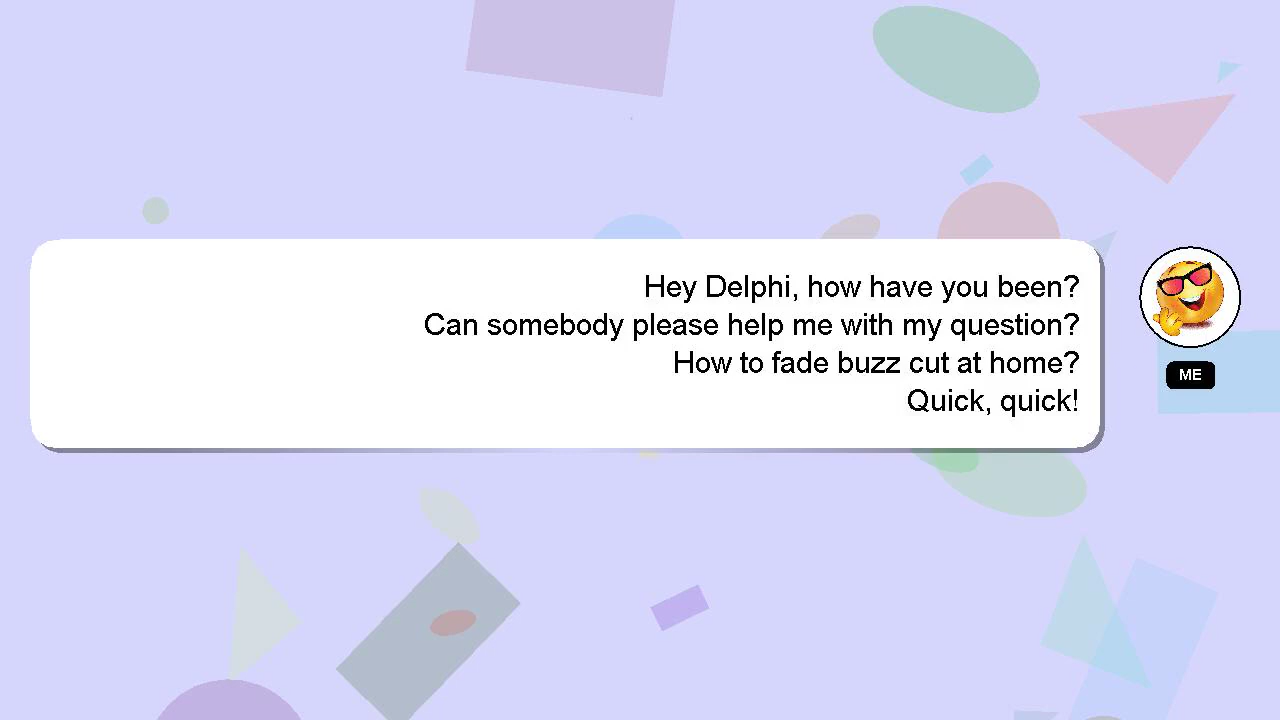 Hey Delphi, how have you been?
Can somebody please help me with my question?
How to fade buzz cut at home?
Quick, quick!
ME